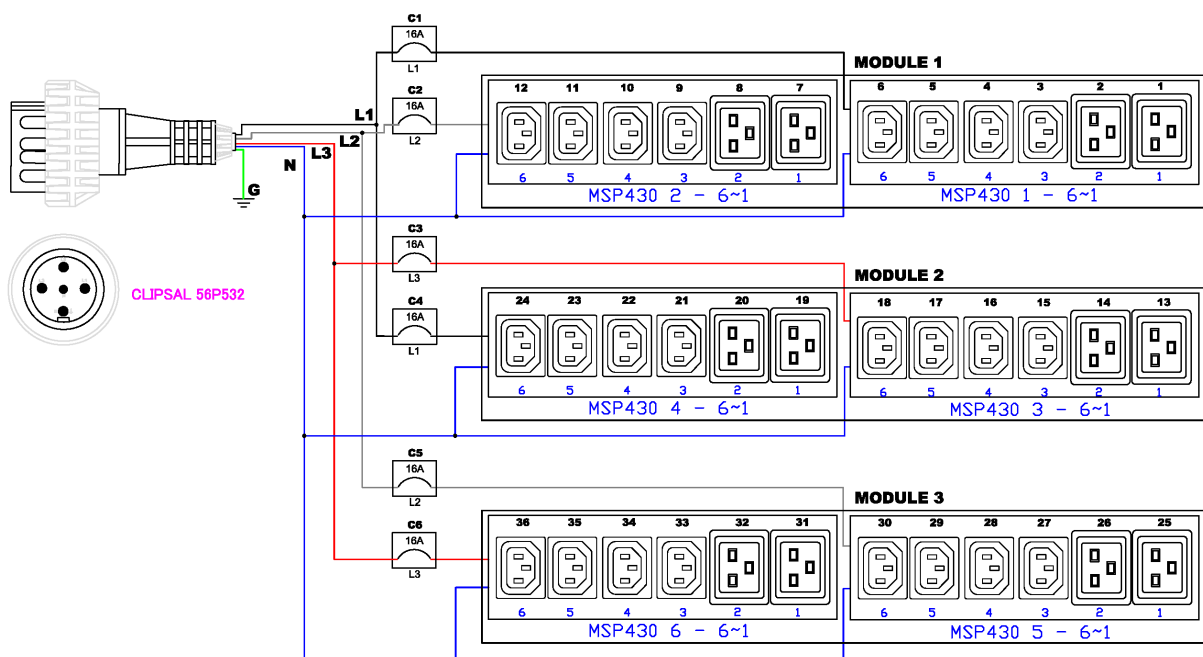 C1
16A
L1
MODULE 1
C2
16A
L2
12 11 10 9 8 7
6 5 4 3 2 1
6 5 4 3 2 1
6 5 4 3 2 1
MSP430 2 - 6~1
MSP430 1 - 6~1
L1
L2
L3
N
G
CLIPSAL 56P532
C3
16A
L3
MODULE 2
C4
16A
L1
24 23 22 21 20 19
18 17 16 15 14 13
6 5 4 3 2 1
6 5 4 3 2 1
MSP430 4 - 6~1
MSP430 3 - 6~1
C5
16A
L2
MODULE 3
C6
16A
L3
36 35 34 33 32 31
30 29 28 27 26 25
6 5 4 3 2 1
6 5 4 3 2 1
MSP430 6 - 6~1
MSP430 5 - 6~1